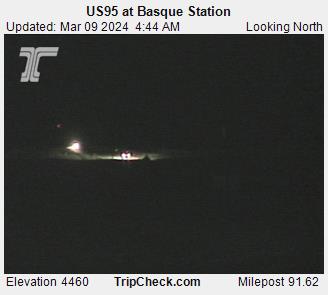 US95 at Basque Station
Updated: Mar 09 2024 4:44 AM Looking North
Elevation 4460 TripCheck.com Milepost 91.62